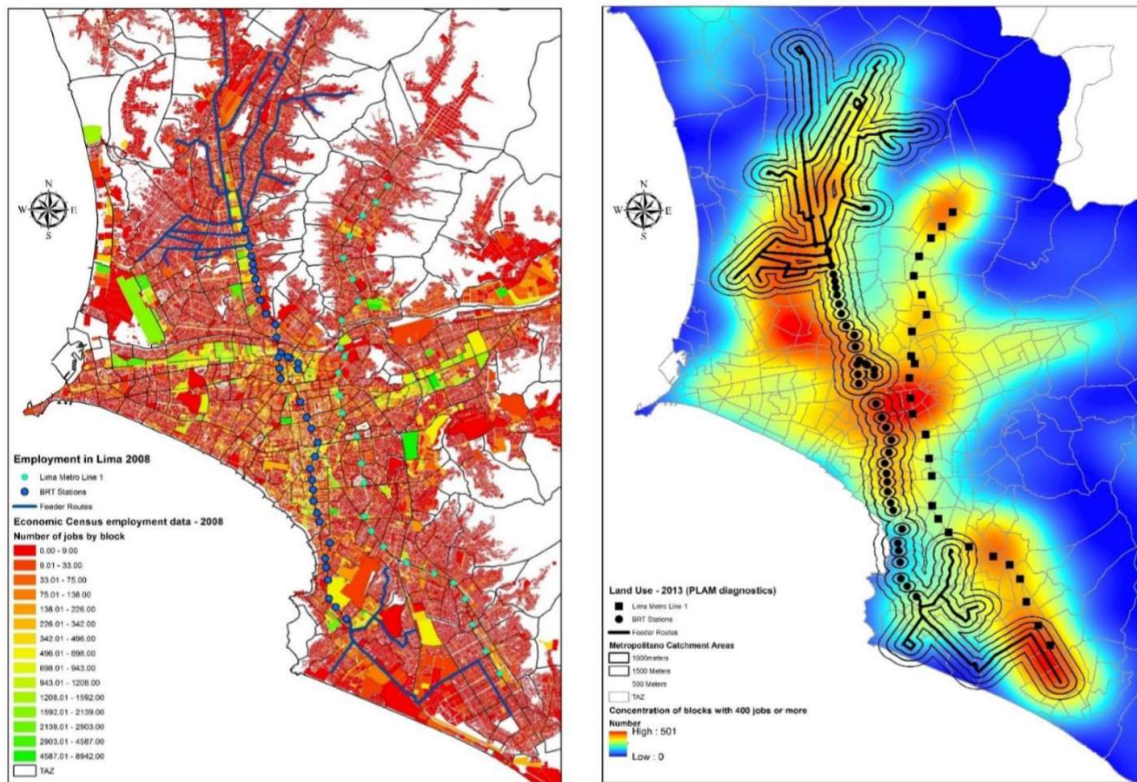 N
W E
S
Employment in Lima 2008
Lima Metro Line 1
BRT Stations
Feeder Routes
Economic Census employment data - 2008
Number of jobs by block
0.00 - 9.00
9.01 - 33.00
33.01 - 75.00
75.01 - 138.00
138.01 - 226.00
226.01 - 342.00
342.01 - 496.00
496.01 - 698.00
698.01 - 943.00
943.01 - 1208.00
1208.01 - 1592.00
1592.01 - 2139.00
2139.01 - 2903.00
2903.01 - 4587.00
4587.01 - 8942.00
TAZ
N
W E
S
Land Use - 2013 (PLAM diagnostics)
Lima Metro Line 1
BRT Stations
Feeder Routes
Metropolitano Catchment Areas
1000meters
1500 Meters
500 Meters
TAZ
Concentration of blocks with 400 jobs or more
Number
High : 501
Low : 0